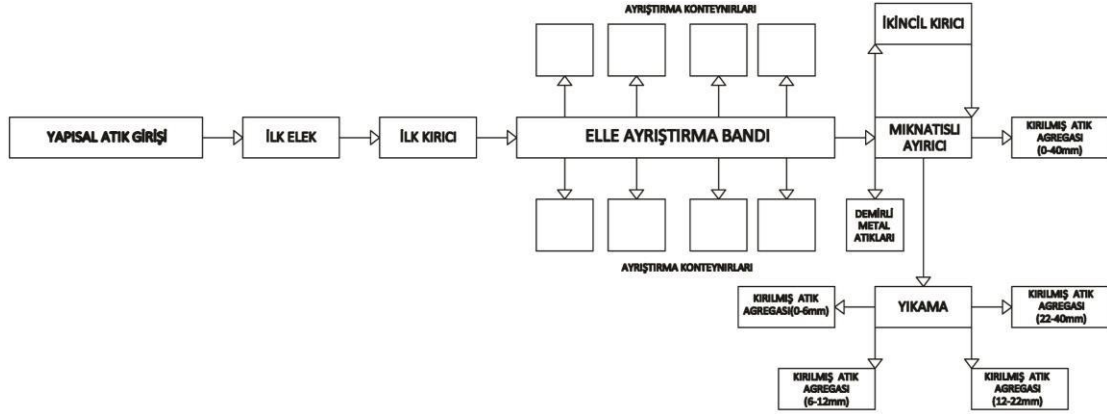 AYRIŞTIRMA KONTEYNIRLARI
İKİNCİL KIRICI
YAPISAL ATIK GİRİŞİ
İLK ELEK
İLK KIRICI
ELLE AYRIŞTIRMA BANDI
MIKNATISLI
AYIRICI
KIRILMIŞ ATIK
AGREGASI
(0-40mm)
DEMİRLİ
METAL
ATIKLARI
AYRIŞTIRMA KONTEYNIRLARI
KIRILMIŞ ATIK
AGREGASI(0-6mm)
YIKAMA
KIRILMIŞ ATIK
AGREGASI
(22-40mm)
KIRILMIŞ ATIK
AGREGASI
(6-12mm)
KIRILMIŞ ATIK
AGREGASI
(12-22mm)